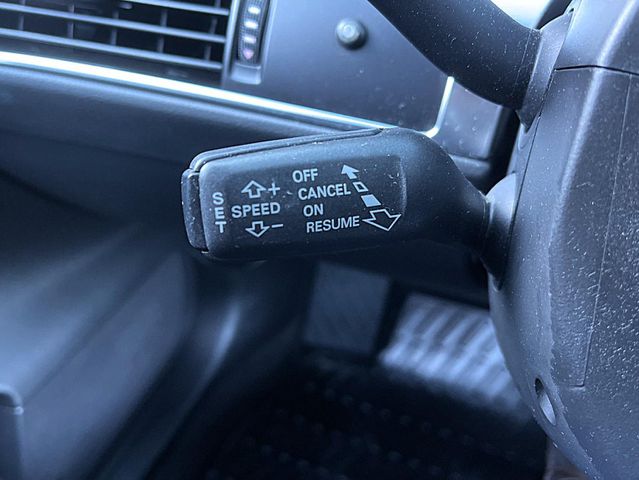 SET
SPEED
+
-
OFF
CANCEL
ON
RESUME